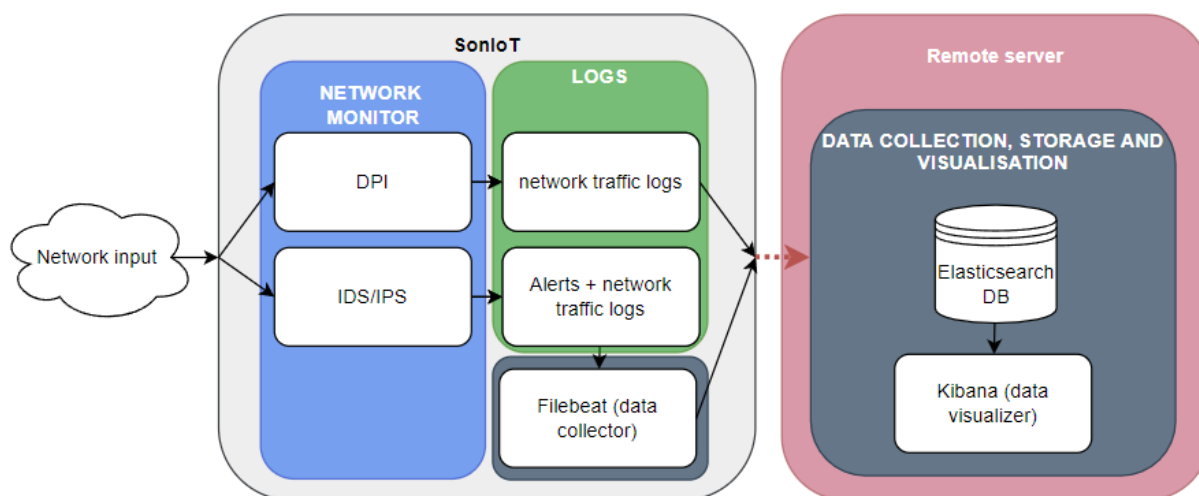 SonIoT
Remote server
NETWORK
MONITOR
LOGS
DATA COLLECTION, STORAGE AND
VISUALISATION
DPI
network traffic logs
Network input
IDS/IPS
Alerts + network
traffic logs
Elasticsearch
DB
Filebeat (data
collector)
Kibana (data
visualizer)